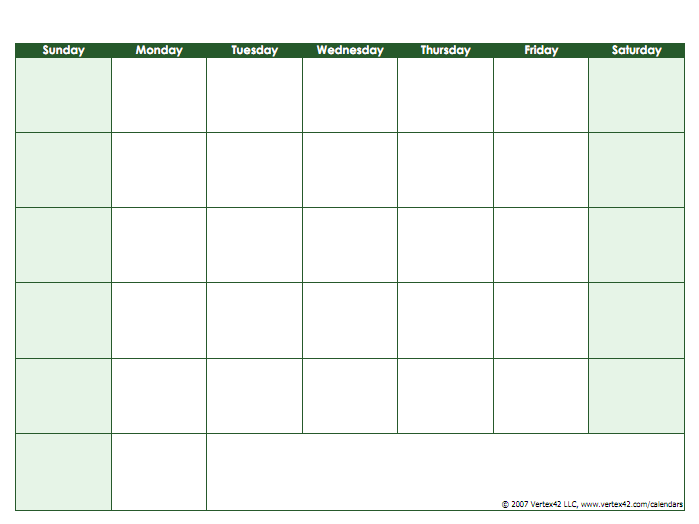 Sunday Monday Tuesday Wednesday Thursday Friday Saturday
© 2007 Vertex42 LLC, www.vertex42.com/calendars